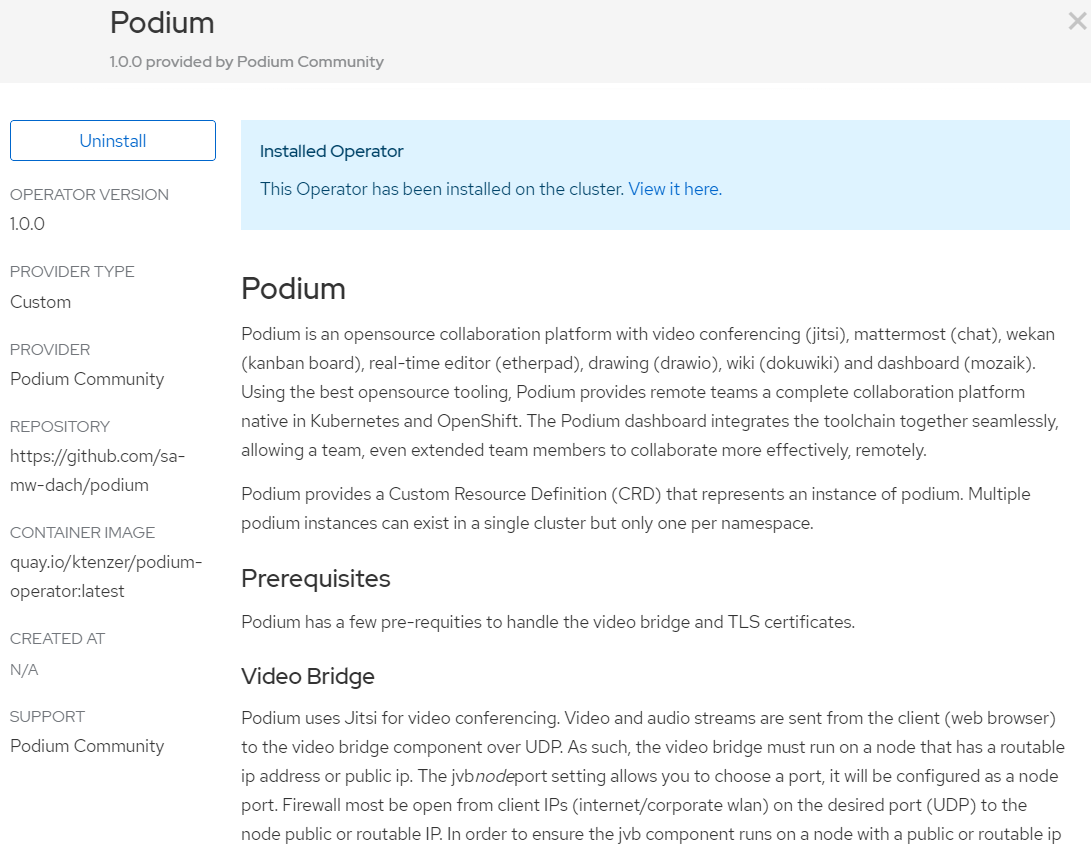 Podium
1.0.0 provided by Podium Community
Uninstall
OPERATOR VERSION
1.0.0
PROVIDER TYPE
Custom
PROVIDER
Podium Community
REPOSITORY
https://github.com/sa-
mw-dach/podium
CONTAINER IMAGE
quay.io/ktenzer/podium-
operator:latest
CREATED AT
N/A
SUPPORT
Podium Community
Installed Operator
This Operator has been installed on the cluster. View it here.
Podium
Podium is an opensource collaboration platform with video conferencing (jitsi), mattermost (chat), wekan
(kanban board), real-time editor (etherpad), drawing (drawio), wiki (dokuwiki) and dashboard (mozaik).
Using the best opensource tooling, Podium provides remote teams a complete collaboration platform
native in Kubernetes and OpenShift. The Podium dashboard integrates the toolchain together seamlessly,
allowing a team, even extended team members to collaborate more effectively, remotely.
Podium provides a Custom Resource Definition (CRD) that represents an instance of podium. Multiple
podium instances can exist in a single cluster but only one per namespace.
Prerequisites
Podium has a few pre-requities to handle the video bridge and TLS certificates.
Video Bridge
Podium uses Jitsi for video conferencing. Video and audio streams are sent from the client (web browser)
to the video bridge component over UDP. As such, the video bridge must run on a node that has a routable
ip address or public ip. The jvbnodeport setting allows you to choose a port, it will be configured as a node
port. Firewall most be open from client IPs (internet/corporate wlan) on the desired port (UDP) to the
node public or routable IP. In order to ensure the jvb component runs on a node with a public or routable ip